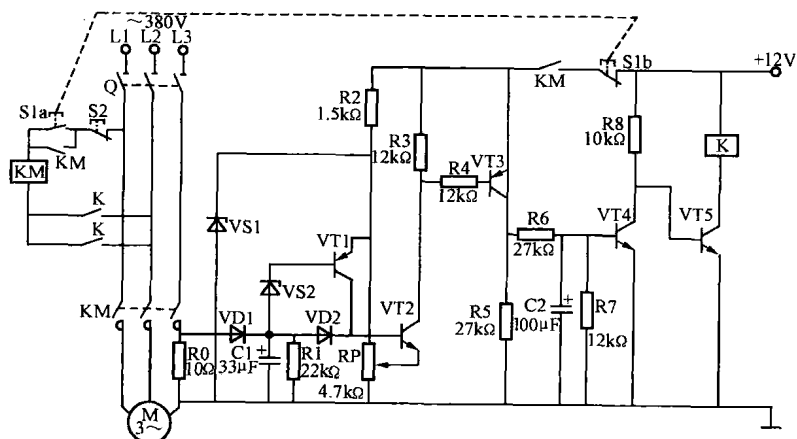 ~380V
L1 L2 L3
Q
S1a
S2
KM
KM
K
K
KM
R0
10Ω
M
3~
VD1
C1
+
33μF
R1
22kΩ
VS1
VS2
VD2
VT1
R2
1.5kΩ
RP
4.7kΩ
VT2
R3
12kΩ
R4
12kΩ
VT3
R5
27kΩ
R6
27kΩ
C2
+
100μF
R7
12kΩ
KM
S1b
R8
10kΩ
VT4
K
VT5
+12V